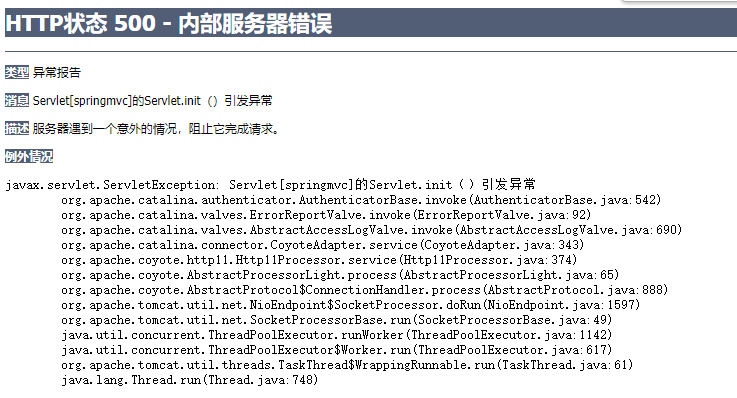 HTTP状态 500 - 内部服务器错误
类型 异常报告
消息 Servlet[springmvc]的Servlet.init（）引发异常
描述 服务器遇到一个意外的情况，阻止它完成请求。
例外情况
javax.servlet.ServletException: Servlet[springmvc]的Servlet.init（）引发异常
org.apache.catalina.authenticator.AuthenticatorBase.invoke(AuthenticatorBase.java:542)
org.apache.catalina.valves.ErrorReportValve.invoke(ErrorReportValve.java:92)
org.apache.catalina.valves.AbstractAccessLogValve.invoke(AbstractAccessLogValve.java:690)
org.apache.catalina.connector.CoyoteAdapter.service(CoyoteAdapter.java:343)
org.apache.coyote.http11.Http11Processor.service(Http11Processor.java:374)
org.apache.coyote.AbstractProcessorLight.process(AbstractProcessorLight.java:65)
org.apache.coyote.AbstractProtocol$ConnectionHandler.process(AbstractProtocol.java:888)
org.apache.tomcat.util.net.NioEndpoint$SocketProcessor.doRun(NioEndpoint.java:1597)
org.apache.tomcat.util.net.SocketProcessorBase.run(SocketProcessorBase.java:49)
java.util.concurrent.ThreadPoolExecutor.runWorker(ThreadPoolExecutor.java:1142)
java.util.concurrent.ThreadPoolExecutor$Worker.run(ThreadPoolExecutor.java:617)
org.apache.tomcat.util.threads.TaskThread$WrappingRunnable.run(TaskThread.java:61)
java.lang.Thread.run(Thread.java:748)